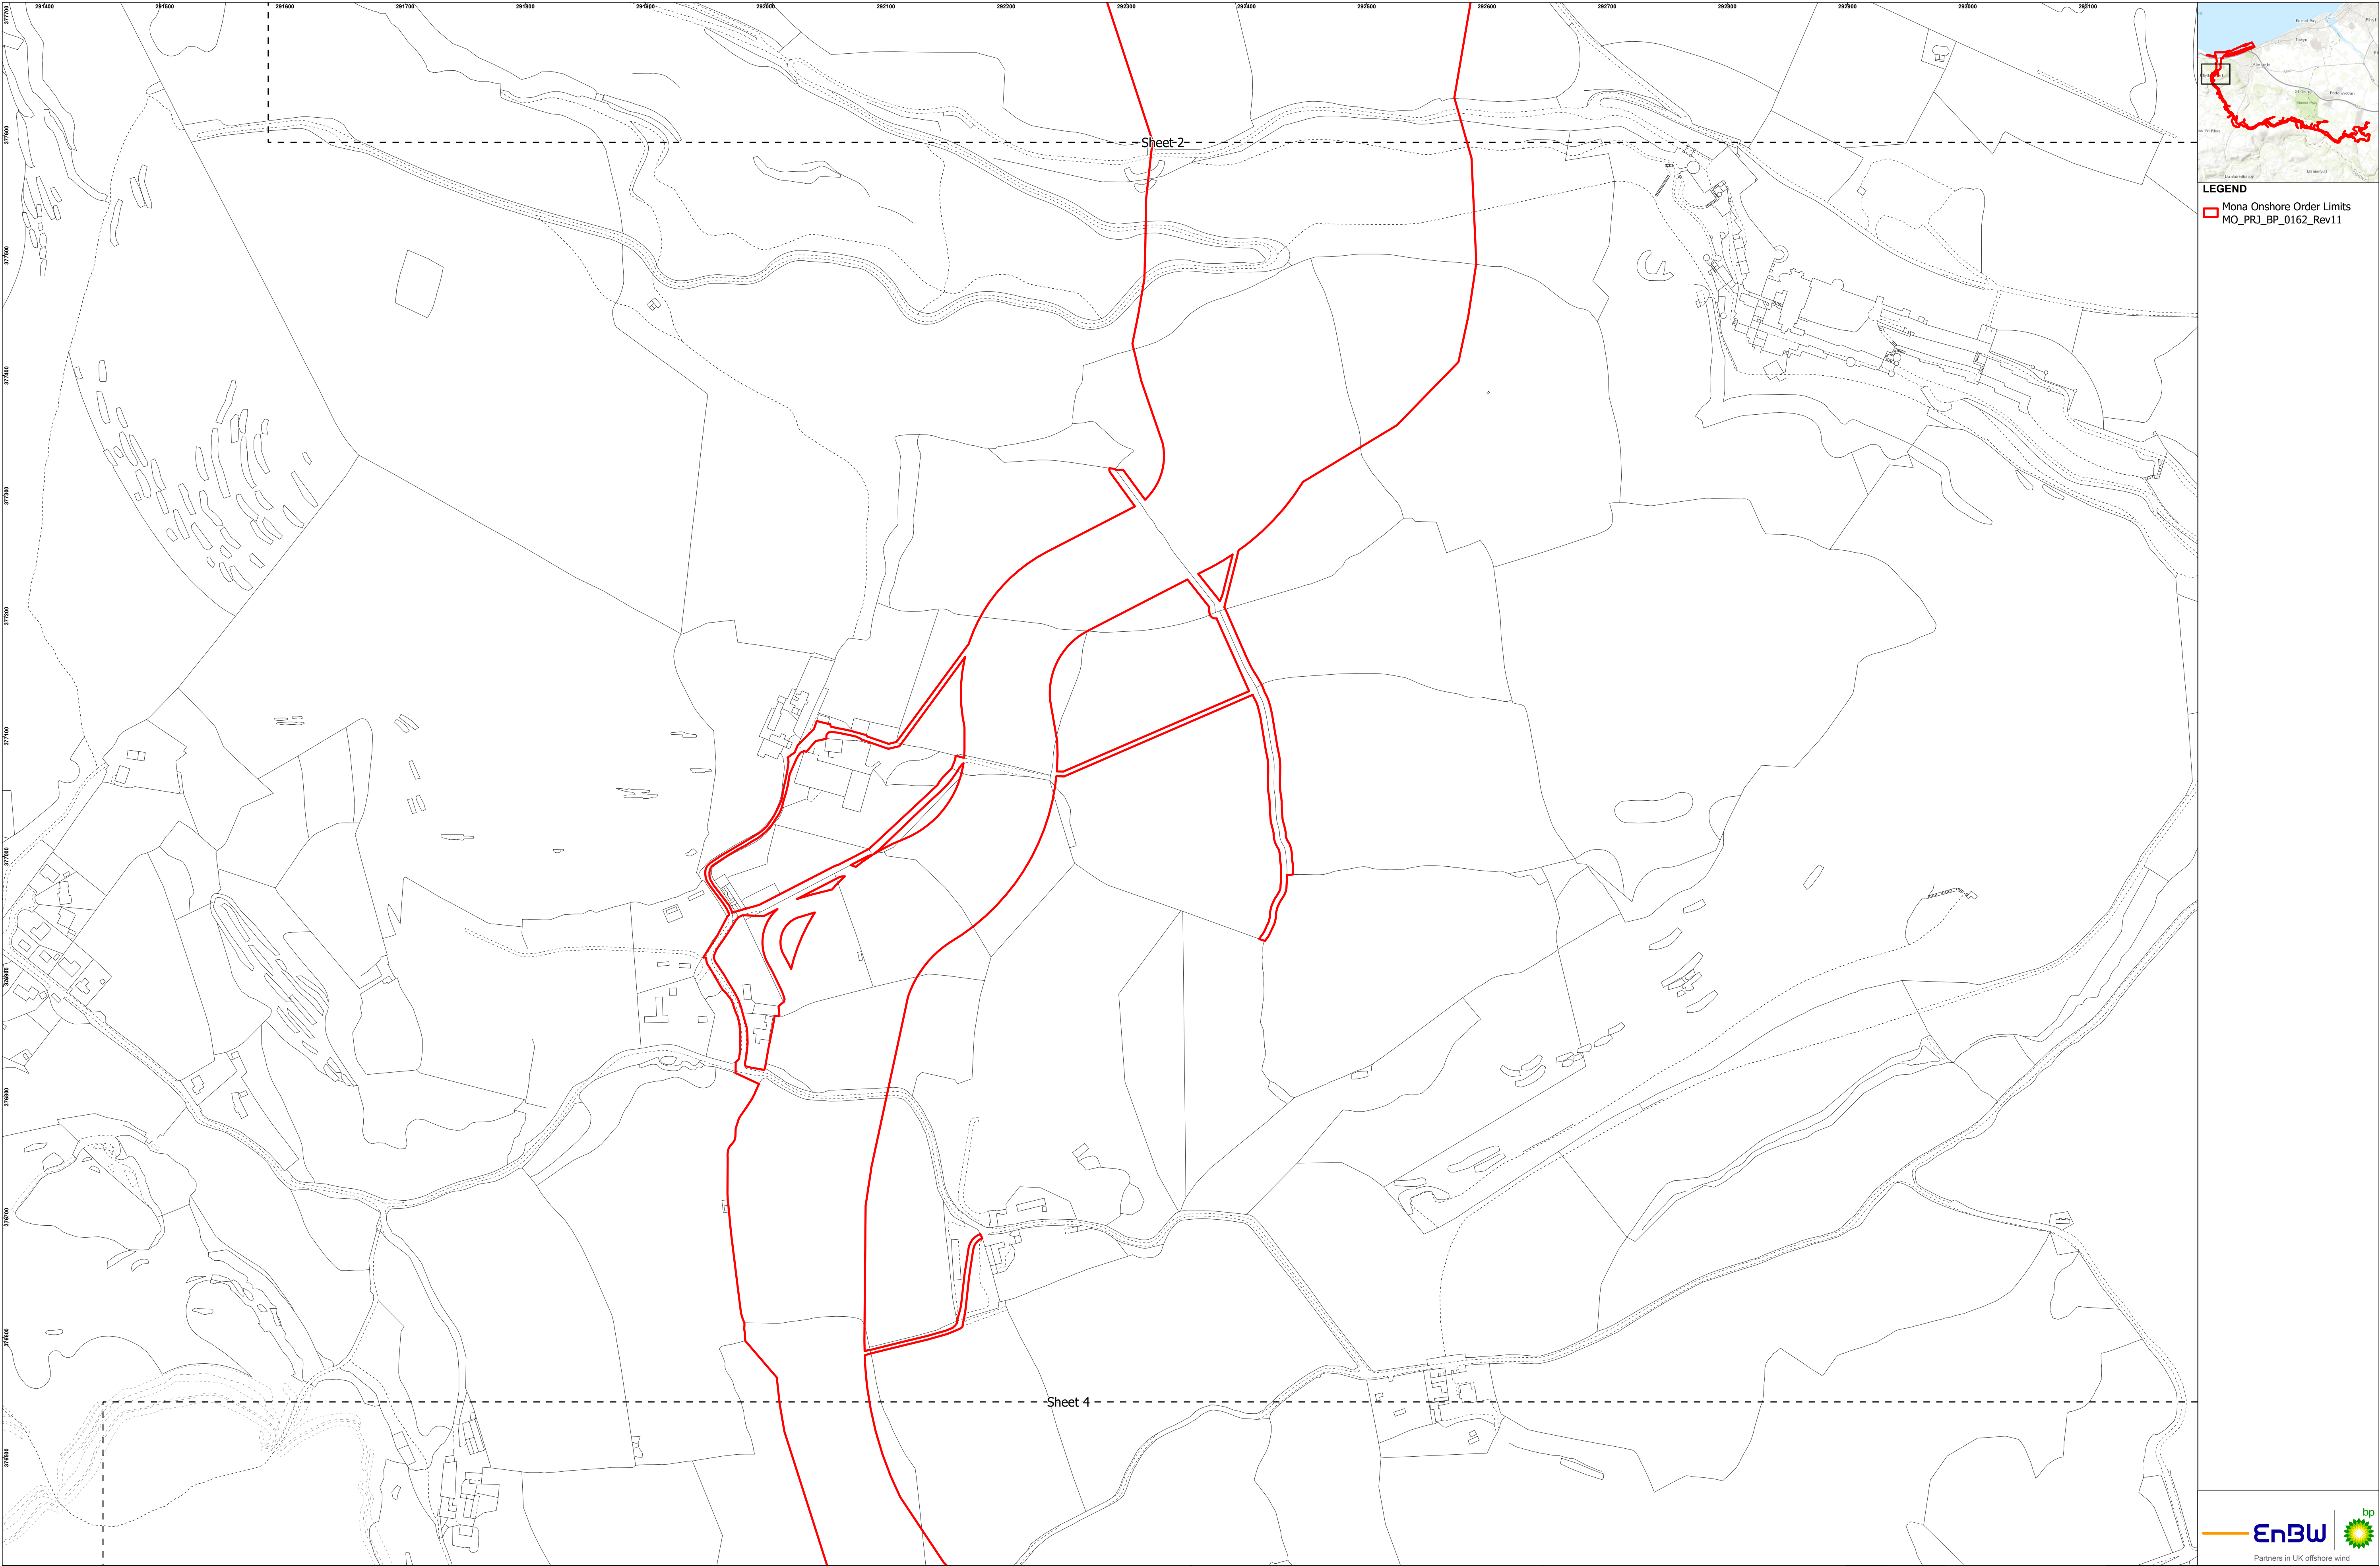 291400 291500 291600 291700 291800 291900 292000 292100 292200 292300 292400 292500 292600 292700 292800 292900 293000 293100
377700
377600
377500
377400
377300
377200
377100
377000
376900
376800
376700
376600
376500
Sheet 2
Sheet 4
LEGEND
Mona Onshore Order Limits
MO_PRJ_BP_0162_Rev11
EnBW
bp
Partners in UK offshore wind